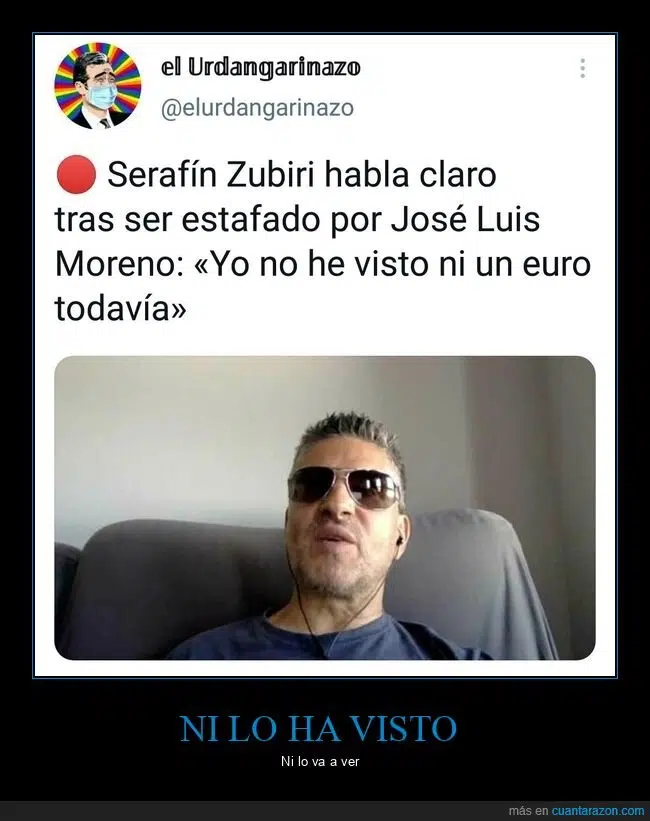 el Urdangarinazo
@elurdangarinazo
🔴 Serafín Zubiri habla claro
tras ser estafado por José Luis
Moreno: «Yo no he visto ni un euro
todavía»
NI LO HA VISTO
Ni lo va a ver
más en cuantarazon.com